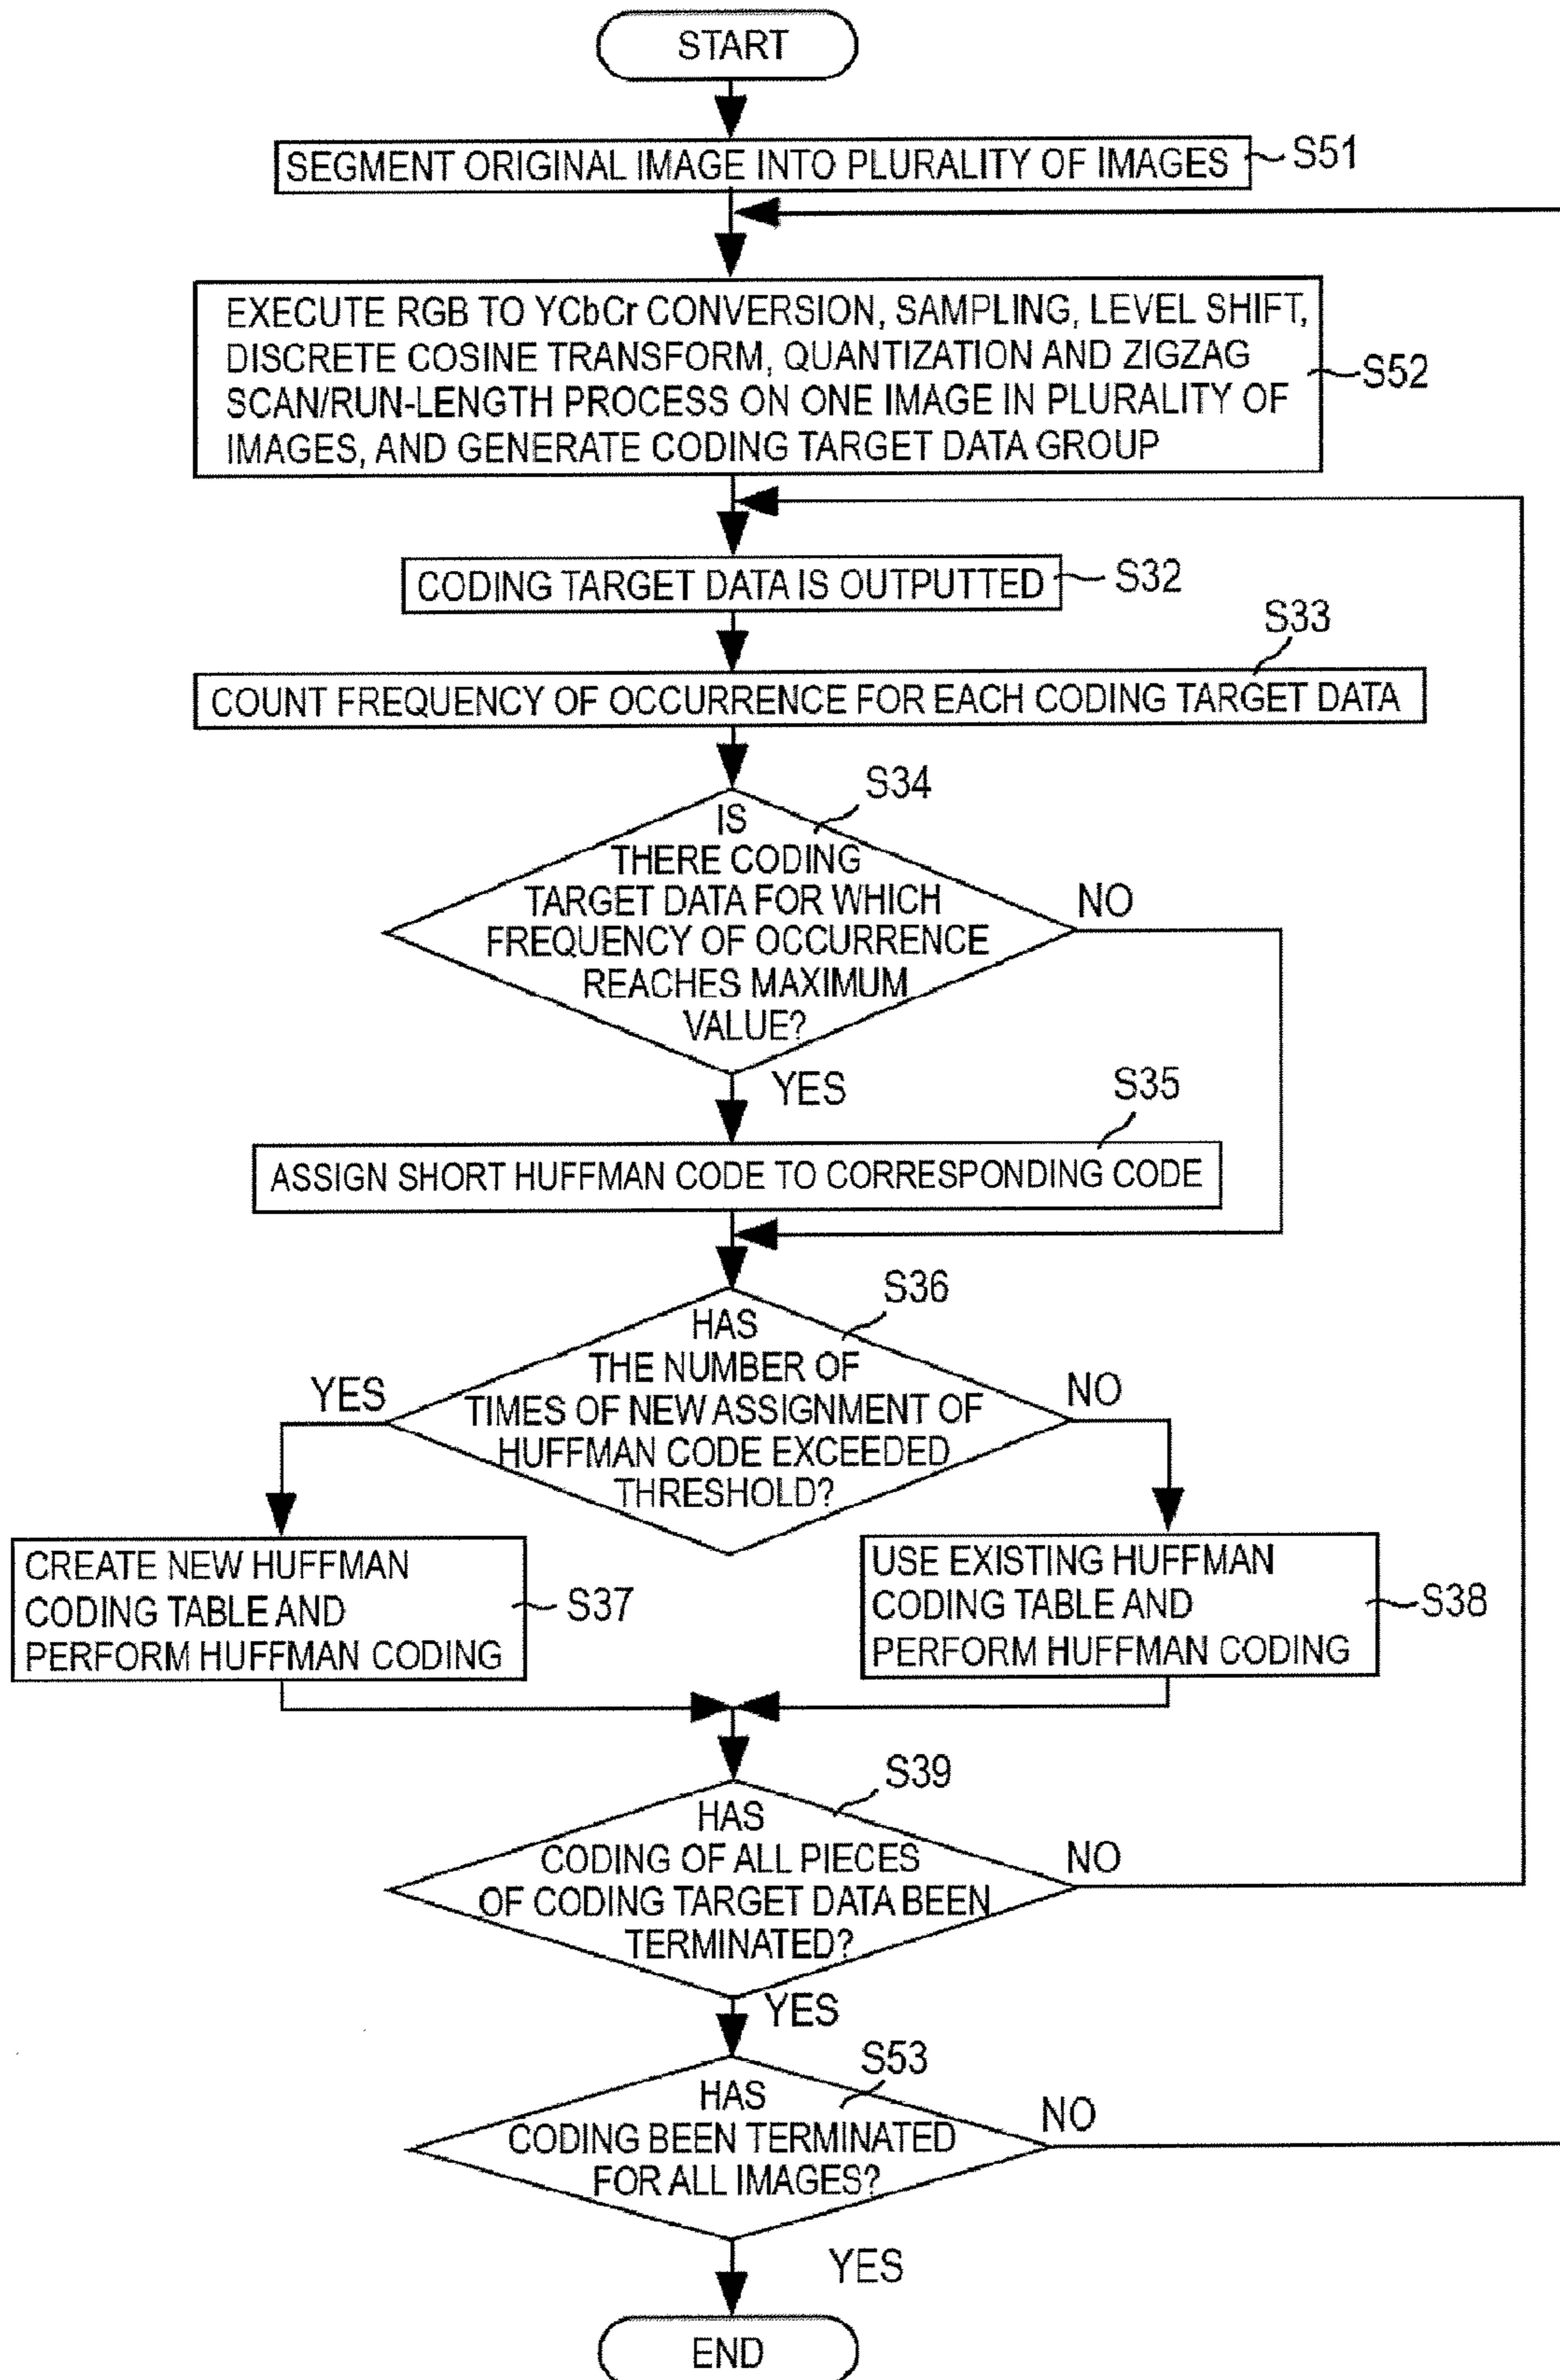 START
SEGMENT ORIGINAL IMAGE INTO PLURALITY OF IMAGES
S51
EXECUTE RGB TO YCbCr CONVERSION, SAMPLING, LEVEL SHIFT,
DISCRETE COSINE TRANSFORM, QUANTIZATION AND ZIGZAG
SCAN/RUN-LENGTH PROCESS ON ONE IMAGE IN PLURALITY OF
IMAGES, AND GENERATE CODING TARGET DATA GROUP
S52
CODING TARGET DATA IS OUTPUTTED
S32
S33
COUNT FREQUENCY OF OCCURRENCE FOR EACH CODING TARGET DATA
S34
IS
THERE CODING
TARGET DATA FOR WHICH
FREQUENCY OF OCCURRENCE
REACHES MAXIMUM
VALUE?
NO
YES
S35
ASSIGN SHORT HUFFMAN CODE TO CORRESPONDING CODE
S36
HAS
THE NUMBER OF
TIMES OF NEW ASSIGNMENT OF
HUFFMAN CODE EXCEEDED
THRESHOLD?
YES
NO
CREATE NEW HUFFMAN
CODING TABLE AND
PERFORM HUFFMAN CODING
S37
USE EXISTING HUFFMAN
CODING TABLE AND
PERFORM HUFFMAN CODING
S38
S39
HAS
CODING OF ALL PIECES
OF CODING TARGET DATA BEEN
TERMINATED?
NO
YES
S53
HAS
CODING BEEN TERMINATED
FOR ALL IMAGES?
NO
YES
END